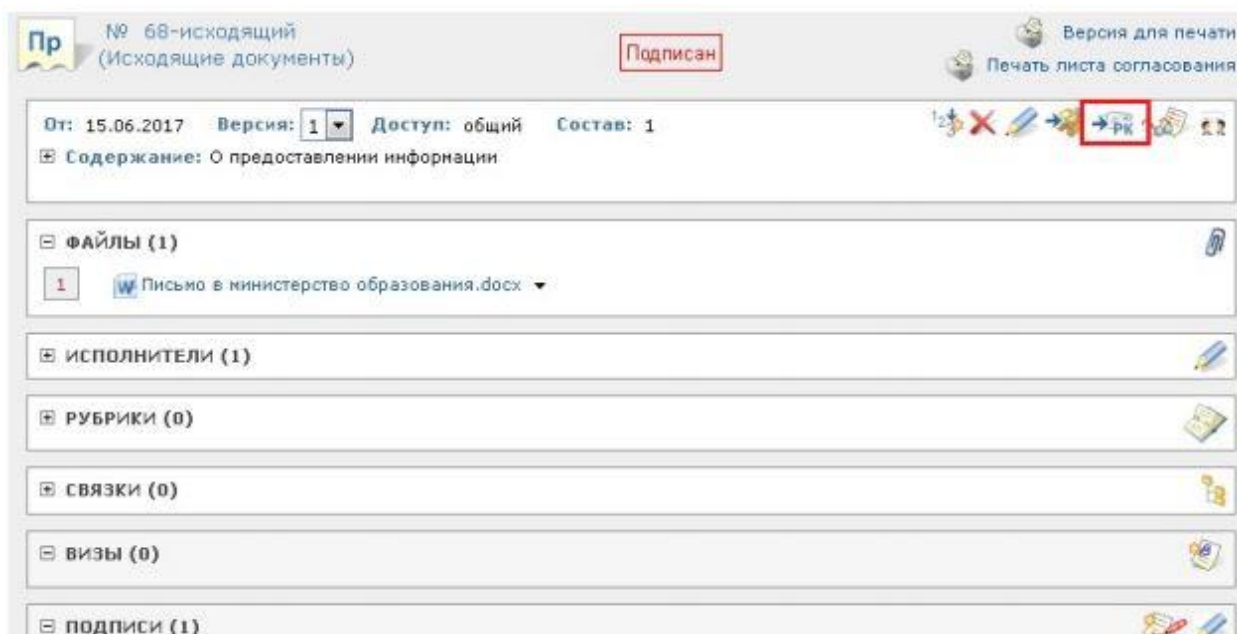 Пр
№ 68-исходящий
(Исходящие документы)
Подписан
Версия для печати
Печать листа согласования
От: 15.06.2017 Версия: 1 Доступ: общий Состав: 1
РК
Содержание: О предоставлении информации
ФАЙЛЫ (1)
1 Письмо в министерство образования.docx
ИСПОЛНИТЕЛИ (1)
РУБРИКИ (0)
СВЯЗКИ (0)
ВИЗЫ (0)
ПОДПИСИ (1)